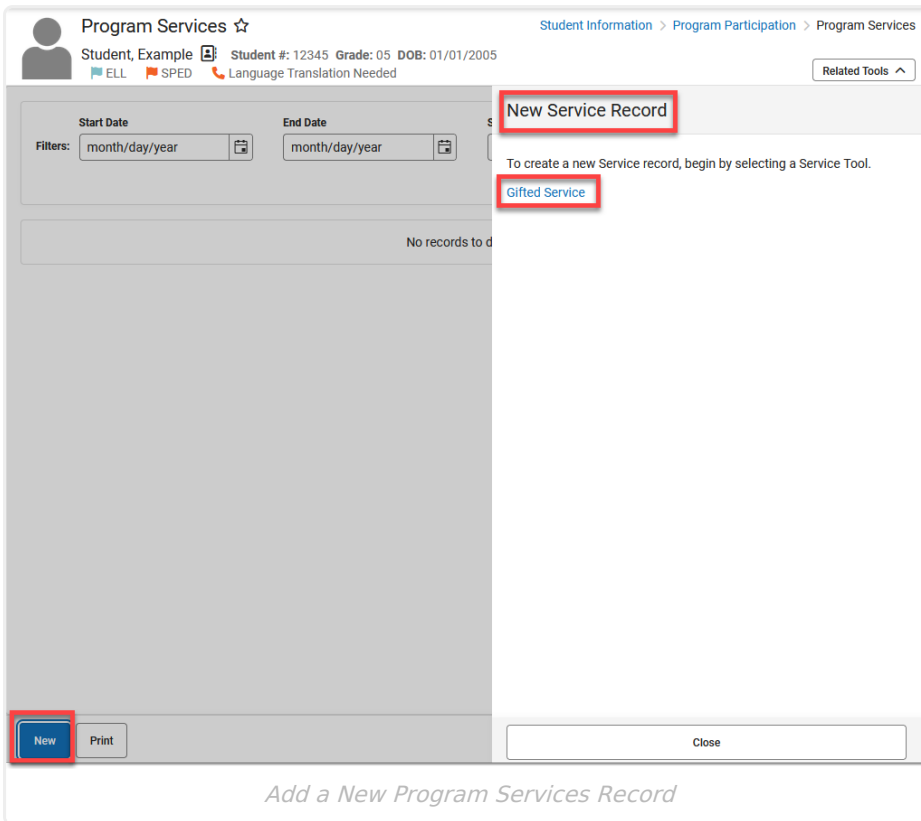 Program Services
Student Information > Program Participation > Program Services
Student, Example Student #: 12345 Grade: 05 DOB: 01/01/2005
ELL SPED Language Translation Needed
Related Tools
New Service Record
Start Date End Date S
Filters: month/day/year month/day/year
To create a new Service record, begin by selecting a Service Tool.
Gifted Service
No records to d
New Print Close
Add a New Program Services Record